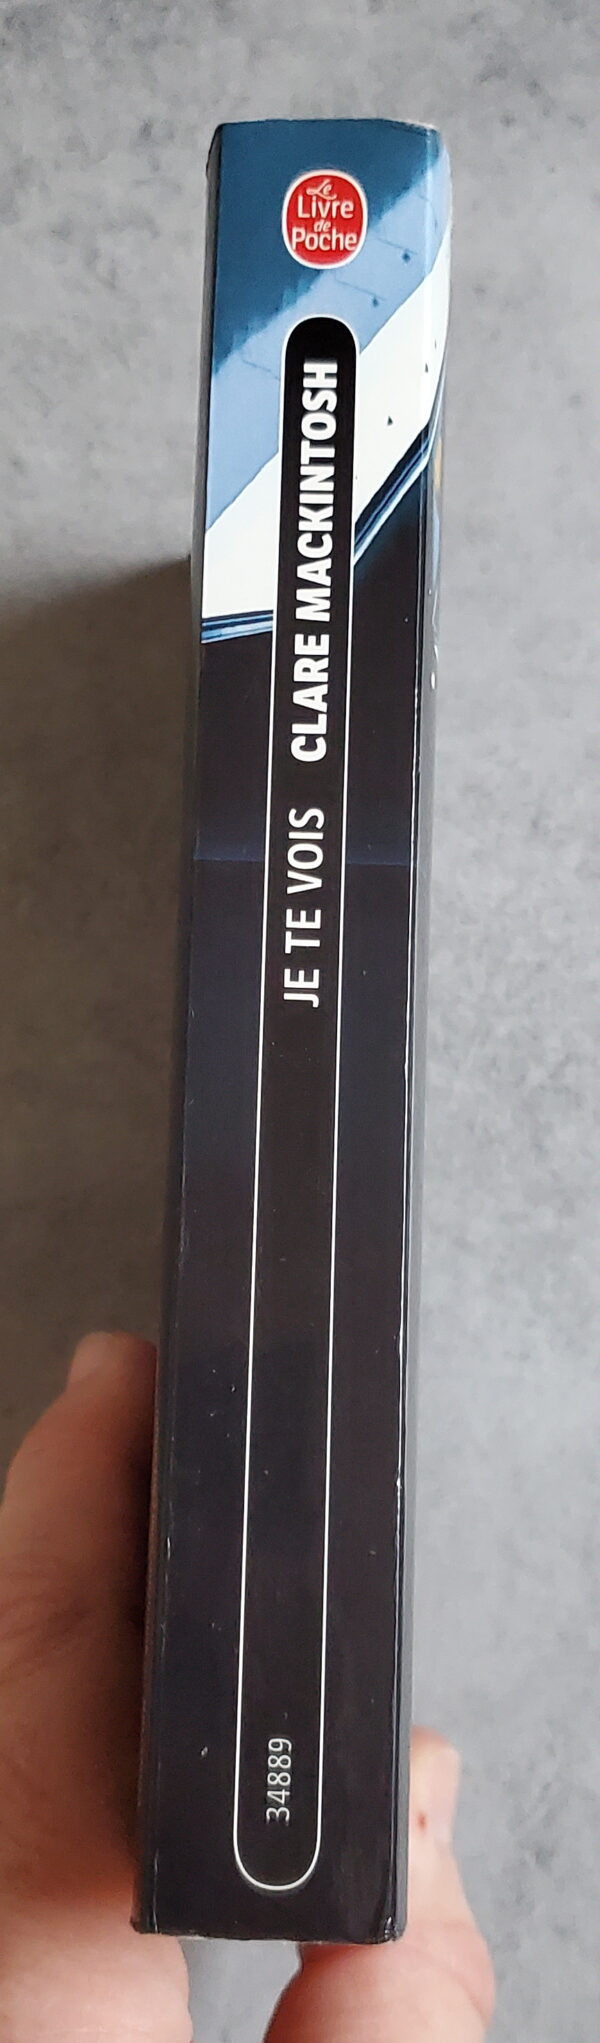 Le
Livre
de
Poche
JE TE VOIS CLARE MACKINTOSH
34889